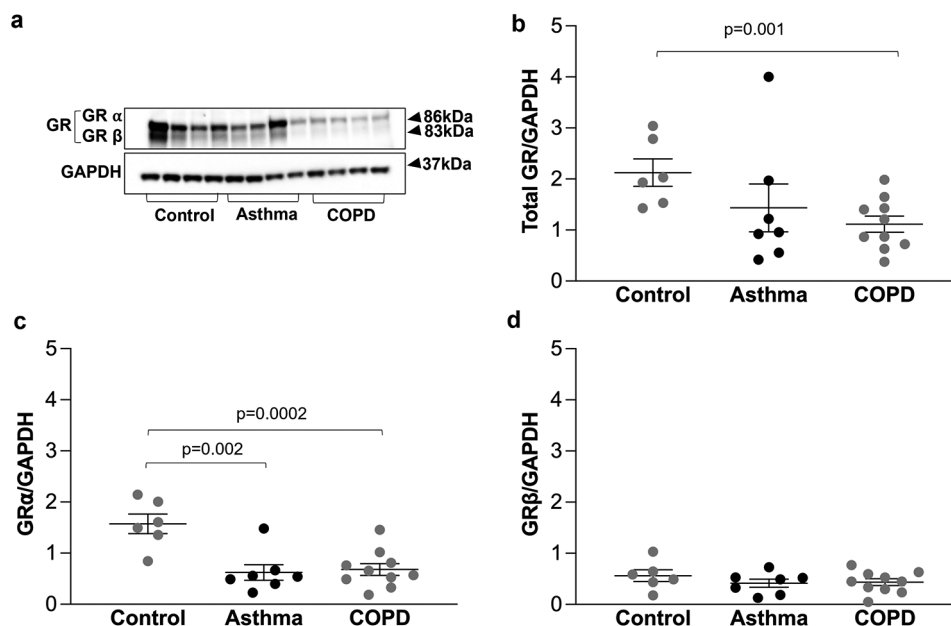 a
GR
GR α
86kDa
GR β
83kDa
GAPDH
37kDa
Control
Asthma
COPD
b
p=0.001
Total GR/GAPDH
5
4
3
2
1
0
Control
Asthma
COPD
c
p=0.0002
p=0.002
GRα/GAPDH
5
4
3
2
1
0
Control
Asthma
COPD
d
GRβ/GAPDH
5
4
3
2
1
0
Control
Asthma
COPD